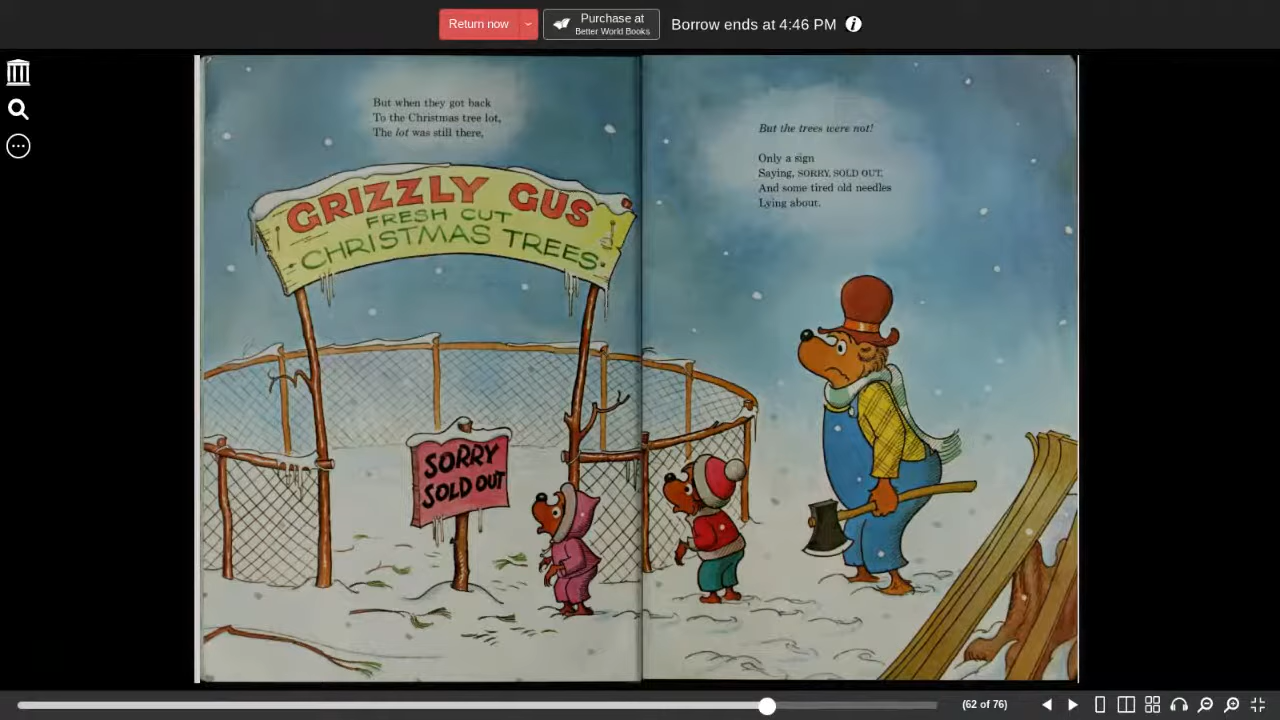 Return now
Purchase at
Better World Books
Borrow ends at 4:46 PM
But when they got back
To the Christmas tree lot,
The lot was still there,
GRIZZLY GUS
FRESH CUT
CHRISTMAS TREES
SORRY
SOLD OUT
But the trees were not!
Only a sign
Saying, SORRY, SOLD OUT,
And some tired old needles
Lying about.
(62 of 76)